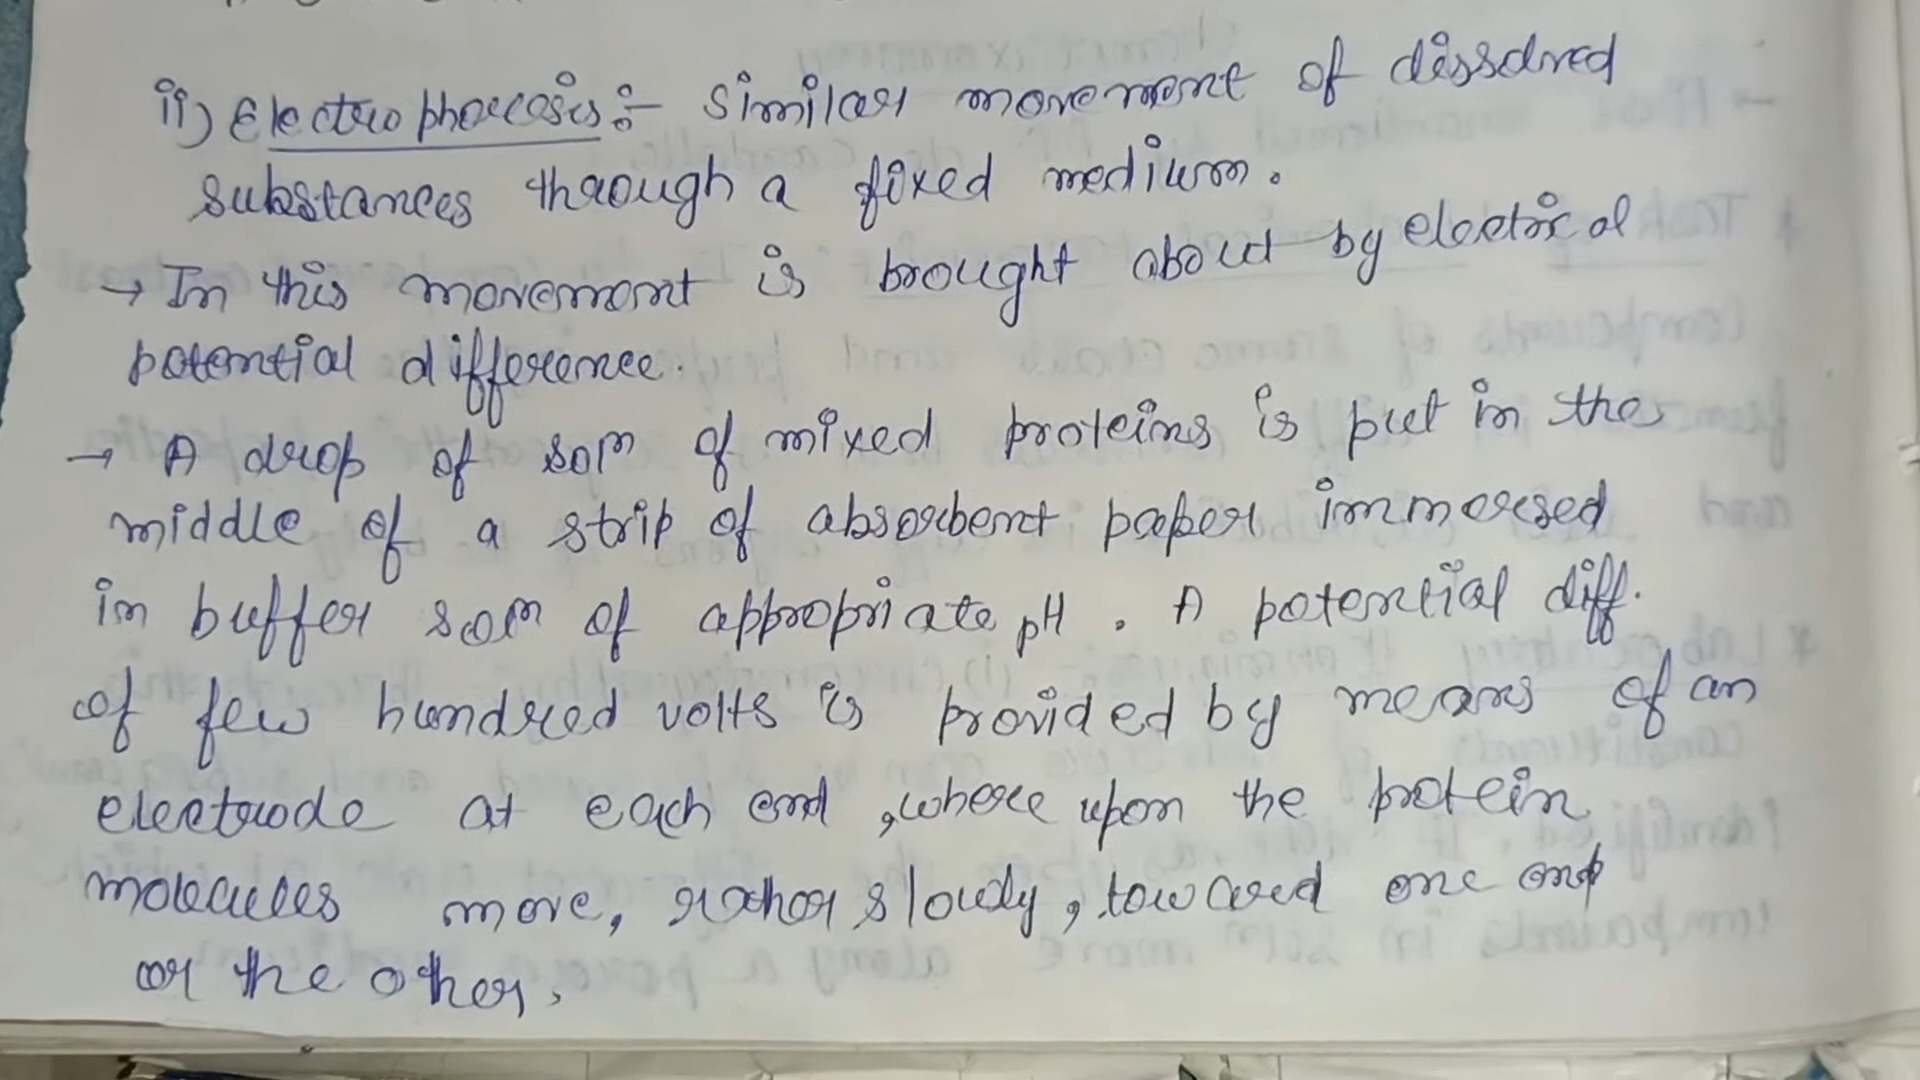 ii) Electrophoresis :- Similar movement of dissolved
substances through a fixed medium.
→ In this movement is brought about by electrical
potential difference.
→ A drop of solⁿ of mixed proteins is put in the
middle of a strip of absorbent paper immersed
in buffer solⁿ of appropriate pH. A potential diff.
of few hundred volts is provided by means of an
electrode at each end, where upon the protein
molecules move, rather slowly, toward one end
or the other.